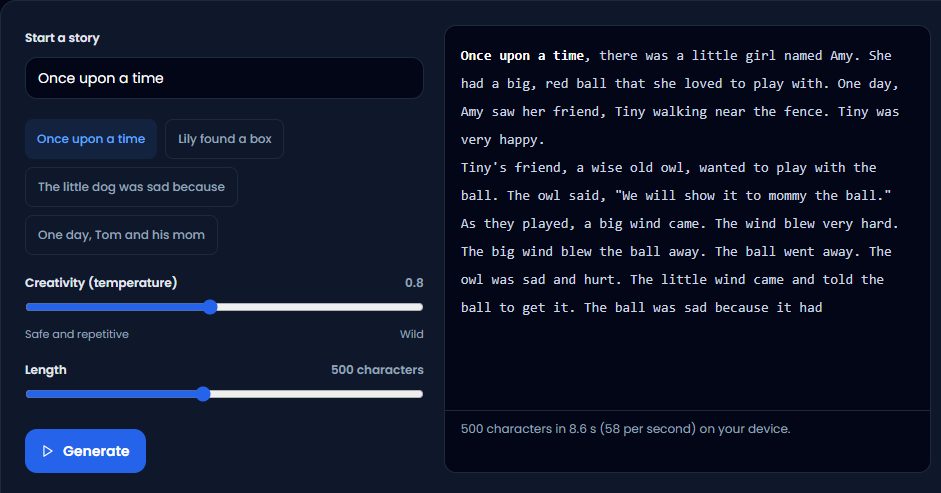 Start a story
Once upon a time
Once upon a time
Lily found a box
The little dog was sad because
One day, Tom and his mom
Creativity (temperature)
0.8
Safe and repetitive
Wild
Length
500 characters
Generate
Once upon a time, there was a little girl named Amy. She
had a big, red ball that she loved to play with. One day,
Amy saw her friend, Tiny walking near the fence. Tiny was
very happy.
Tiny's friend, a wise old owl, wanted to play with the
ball. The owl said, "We will show it to mommy the ball."
As they played, a big wind came. The wind blew very hard.
The big wind blew the ball away. The ball went away. The
owl was sad and hurt. The little wind came and told the
ball to get it. The ball was sad because it had
500 characters in 8.6 s (58 per second) on your device.